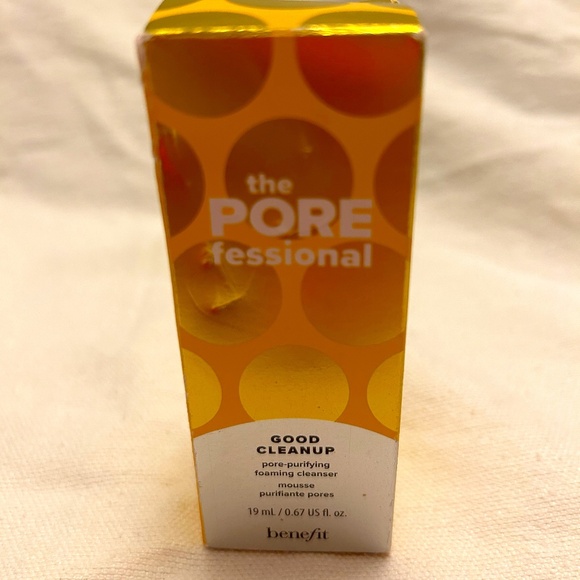 the
PORE
fessional
GOOD
CLEANUP
pore-purifying
foaming cleanser
mousse
purifiante pores
19 mL / 0.67 US fl. oz.
benefit